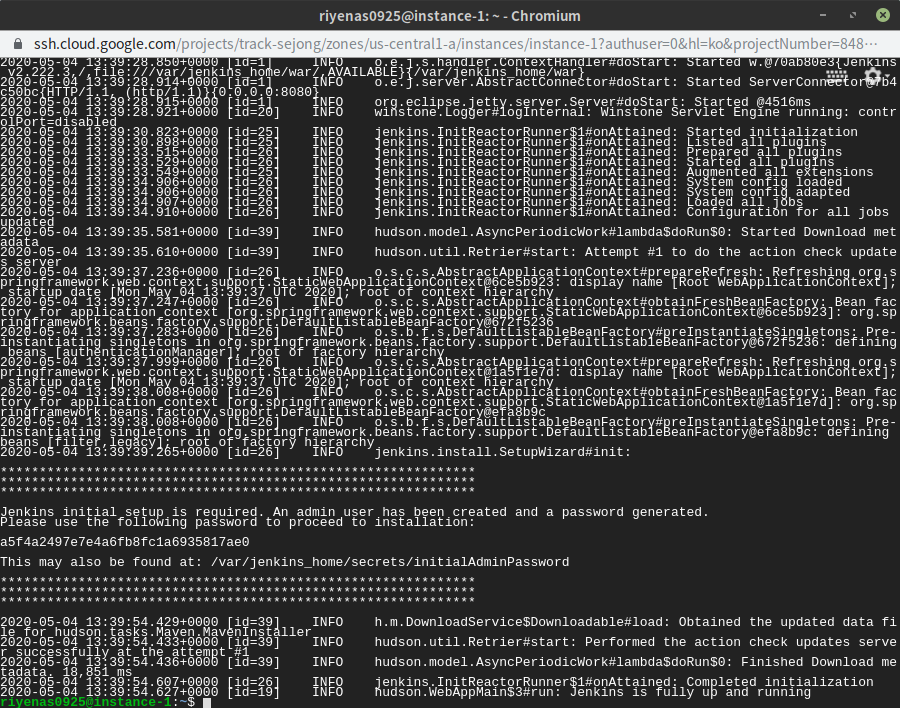 riyenas0925@instance-1: ~ - Chromium
ssh.cloud.google.com/projects/track-sejong/zones/us-central1-a/instances/instance-1?authuser=0&hl=ko&projectNumber=848…
2020-05-04 13:39:28.850+0000 [id=1]     INFO    o.e.j.s.handler.ContextHandler#doStart: Started w.@70ab80e3{Jenkins
 v2.222.3,/,file:///var/jenkins_home/war/,AVAILABLE}{/var/jenkins_home/war}
2020-05-04 13:39:28.914+0000 [id=1]     INFO    o.e.j.server.AbstractConnector#doStart: Started ServerConnector@7b4
c50bc{HTTP/1.1, (http/1.1)}{0.0.0.0:8080}
2020-05-04 13:39:28.915+0000 [id=1]     INFO    org.eclipse.jetty.server.Server#doStart: Started @4516ms
2020-05-04 13:39:28.921+0000 [id=20]    INFO    winstone.Logger#logInternal: Winstone Servlet Engine running: contr
olPort=disabled
2020-05-04 13:39:30.823+0000 [id=25]    INFO    jenkins.InitReactorRunner$1#onAttained: Started initialization
2020-05-04 13:39:30.898+0000 [id=25]    INFO    jenkins.InitReactorRunner$1#onAttained: Listed all plugins
2020-05-04 13:39:33.515+0000 [id=26]    INFO    jenkins.InitReactorRunner$1#onAttained: Prepared all plugins
2020-05-04 13:39:33.529+0000 [id=26]    INFO    jenkins.InitReactorRunner$1#onAttained: Started all plugins
2020-05-04 13:39:33.549+0000 [id=25]    INFO    jenkins.InitReactorRunner$1#onAttained: Augmented all extensions
2020-05-04 13:39:34.906+0000 [id=26]    INFO    jenkins.InitReactorRunner$1#onAttained: System config loaded
2020-05-04 13:39:34.906+0000 [id=26]    INFO    jenkins.InitReactorRunner$1#onAttained: System config adapted
2020-05-04 13:39:34.907+0000 [id=26]    INFO    jenkins.InitReactorRunner$1#onAttained: Loaded all jobs
2020-05-04 13:39:34.910+0000 [id=26]    INFO    jenkins.InitReactorRunner$1#onAttained: Configuration for all jobs
updated
2020-05-04 13:39:35.581+0000 [id=39]    INFO    hudson.model.AsyncPeriodicWork#lambda$doRun$0: Started Download met
adata
2020-05-04 13:39:35.610+0000 [id=39]    INFO    hudson.util.Retrier#start: Attempt #1 to do the action check update
s server
2020-05-04 13:39:37.236+0000 [id=26]    INFO    o.s.c.s.AbstractApplicationContext#prepareRefresh: Refreshing org.s
pringframework.web.context.support.StaticWebApplicationContext@6ce5b923: display name [Root WebApplicationContext];
 startup date [Mon May 04 13:39:37 UTC 2020]; root of context hierarchy
2020-05-04 13:39:37.247+0000 [id=26]    INFO    o.s.c.s.AbstractApplicationContext#obtainFreshBeanFactory: Bean fac
tory for application context [org.springframework.web.context.support.StaticWebApplicationContext@6ce5b923]: org.sp
ringframework.beans.factory.support.DefaultListableBeanFactory@672f5236
2020-05-04 13:39:37.283+0000 [id=26]    INFO    o.s.b.f.s.DefaultListableBeanFactory#preInstantiateSingletons: Pre-
instantiating singletons in org.springframework.beans.factory.support.DefaultListableBeanFactory@672f5236: defining
 beans [authenticationManager]; root of factory hierarchy
2020-05-04 13:39:37.999+0000 [id=26]    INFO    o.s.c.s.AbstractApplicationContext#prepareRefresh: Refreshing org.s
pringframework.web.context.support.StaticWebApplicationContext@1a5f1e7d: display name [Root WebApplicationContext];
 startup date [Mon May 04 13:39:37 UTC 2020]; root of context hierarchy
2020-05-04 13:39:38.008+0000 [id=26]    INFO    o.s.c.s.AbstractApplicationContext#obtainFreshBeanFactory: Bean fac
tory for application context [org.springframework.web.context.support.StaticWebApplicationContext@1a5f1e7d]: org.sp
ringframework.beans.factory.support.DefaultListableBeanFactory@efa8b9c
2020-05-04 13:39:38.008+0000 [id=26]    INFO    o.s.b.f.s.DefaultListableBeanFactory#preInstantiateSingletons: Pre-
instantiating singletons in org.springframework.beans.factory.support.DefaultListableBeanFactory@efa8b9c: defining
beans [filter,legacy]; root of factory hierarchy
2020-05-04 13:39:39.265+0000 [id=26]    INFO    jenkins.install.SetupWizard#init:
*************************************************************
*************************************************************
*************************************************************
Jenkins initial setup is required. An admin user has been created and a password generated.
Please use the following password to proceed to installation:
a5f4a2497e7e4a6fb8fc1a6935817ae0
This may also be found at: /var/jenkins_home/secrets/initialAdminPassword
*************************************************************
*************************************************************
*************************************************************
2020-05-04 13:39:54.429+0000 [id=39]    INFO    h.m.DownloadService$Downloadable#load: Obtained the updated data fi
le for hudson.tasks.Maven.MavenInstaller
2020-05-04 13:39:54.433+0000 [id=39]    INFO    hudson.util.Retrier#start: Performed the action check updates serve
r successfully at the attempt #1
2020-05-04 13:39:54.436+0000 [id=39]    INFO    hudson.model.AsyncPeriodicWork#lambda$doRun$0: Finished Download me
tadata. 18,851 ms
2020-05-04 13:39:54.607+0000 [id=26]    INFO    jenkins.InitReactorRunner$1#onAttained: Completed initialization
2020-05-04 13:39:54.627+0000 [id=19]    INFO    hudson.WebAppMain$3#run: Jenkins is fully up and running
riyenas0925@instance-1:~$